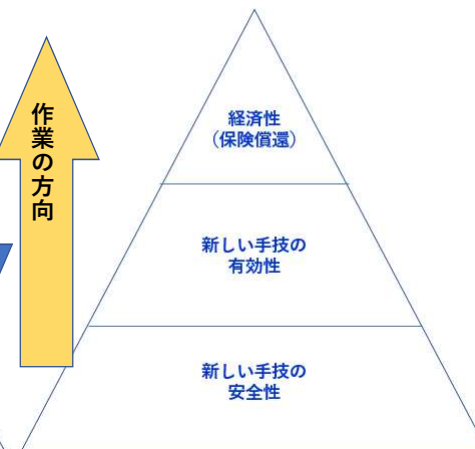 作業の方向
経済性
（保険償還）
新しい手技の
有効性
新しい手技の
安全性